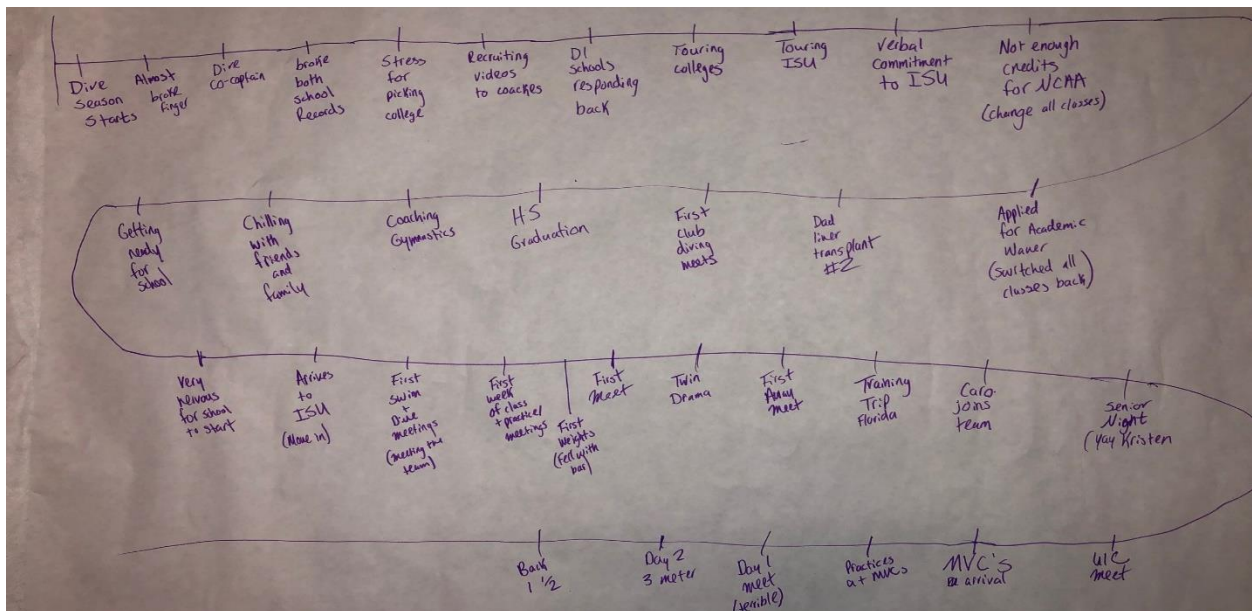 Dive
Season
Starts
Almost
broke
finger
Dive
co-captain
broke
both
school
Records
Stress
for
picking
college
Recruiting
videos
to coaches
D1
schools
responding
back
Touring
colleges
Touring
ISU
Verbal
commitment
to ISU
Not enough
credits
for NCAA
(change all classes)
Getting
ready
for
school
Chilling
with
friends
and
family
Coaching
Gymnastics
HS
Graduation
First
club
diving
meets
Dad
liver
transplant
#2
Applied
for Academic
Waver
(switched all
classes back)
Very
nervous
for school
to start
Arrives
to
ISU
(Move in)
First
swim
+
Dive
meetings
(meeting the
team)
First
week
of class
+ practice/
meetings
First
Weights
(Fell with
bar)
First
meet
Twin
Drama
First
Away
meet
Training
Trip
Florida
Caro
joins
team
Senior
Night
(yay Kristen
Back
1 ½
Day 2
3 meter
Day 1
meet
(terrible)
Practices
at MVCs
MVC's
arrival
UIC
meet